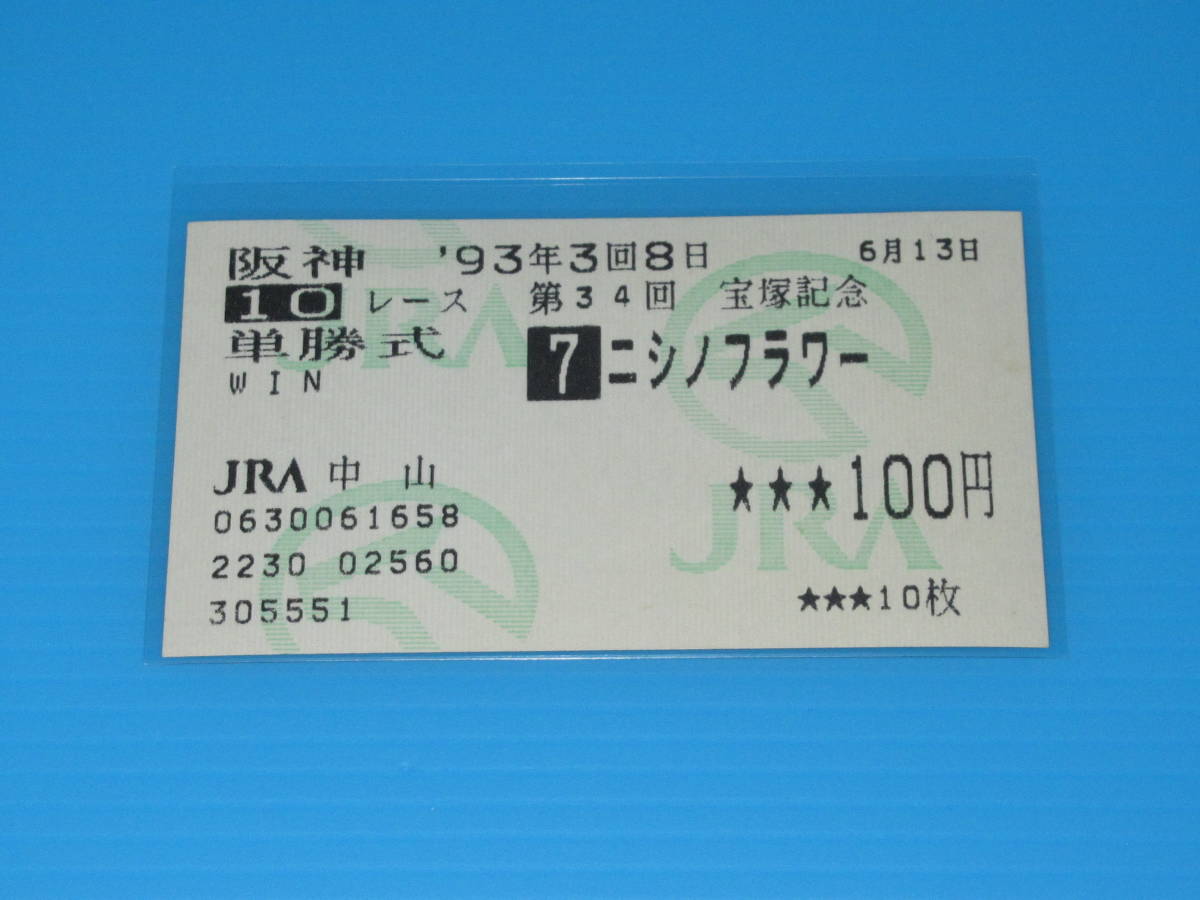 阪神 '93年3回8日 6月13日
10 レース 第34回 宝塚記念
単勝式 7 ニシノフラワー
WIN
JRA 中山 ★★★100円
0630061658
2230 02560
305551 ★★★10枚